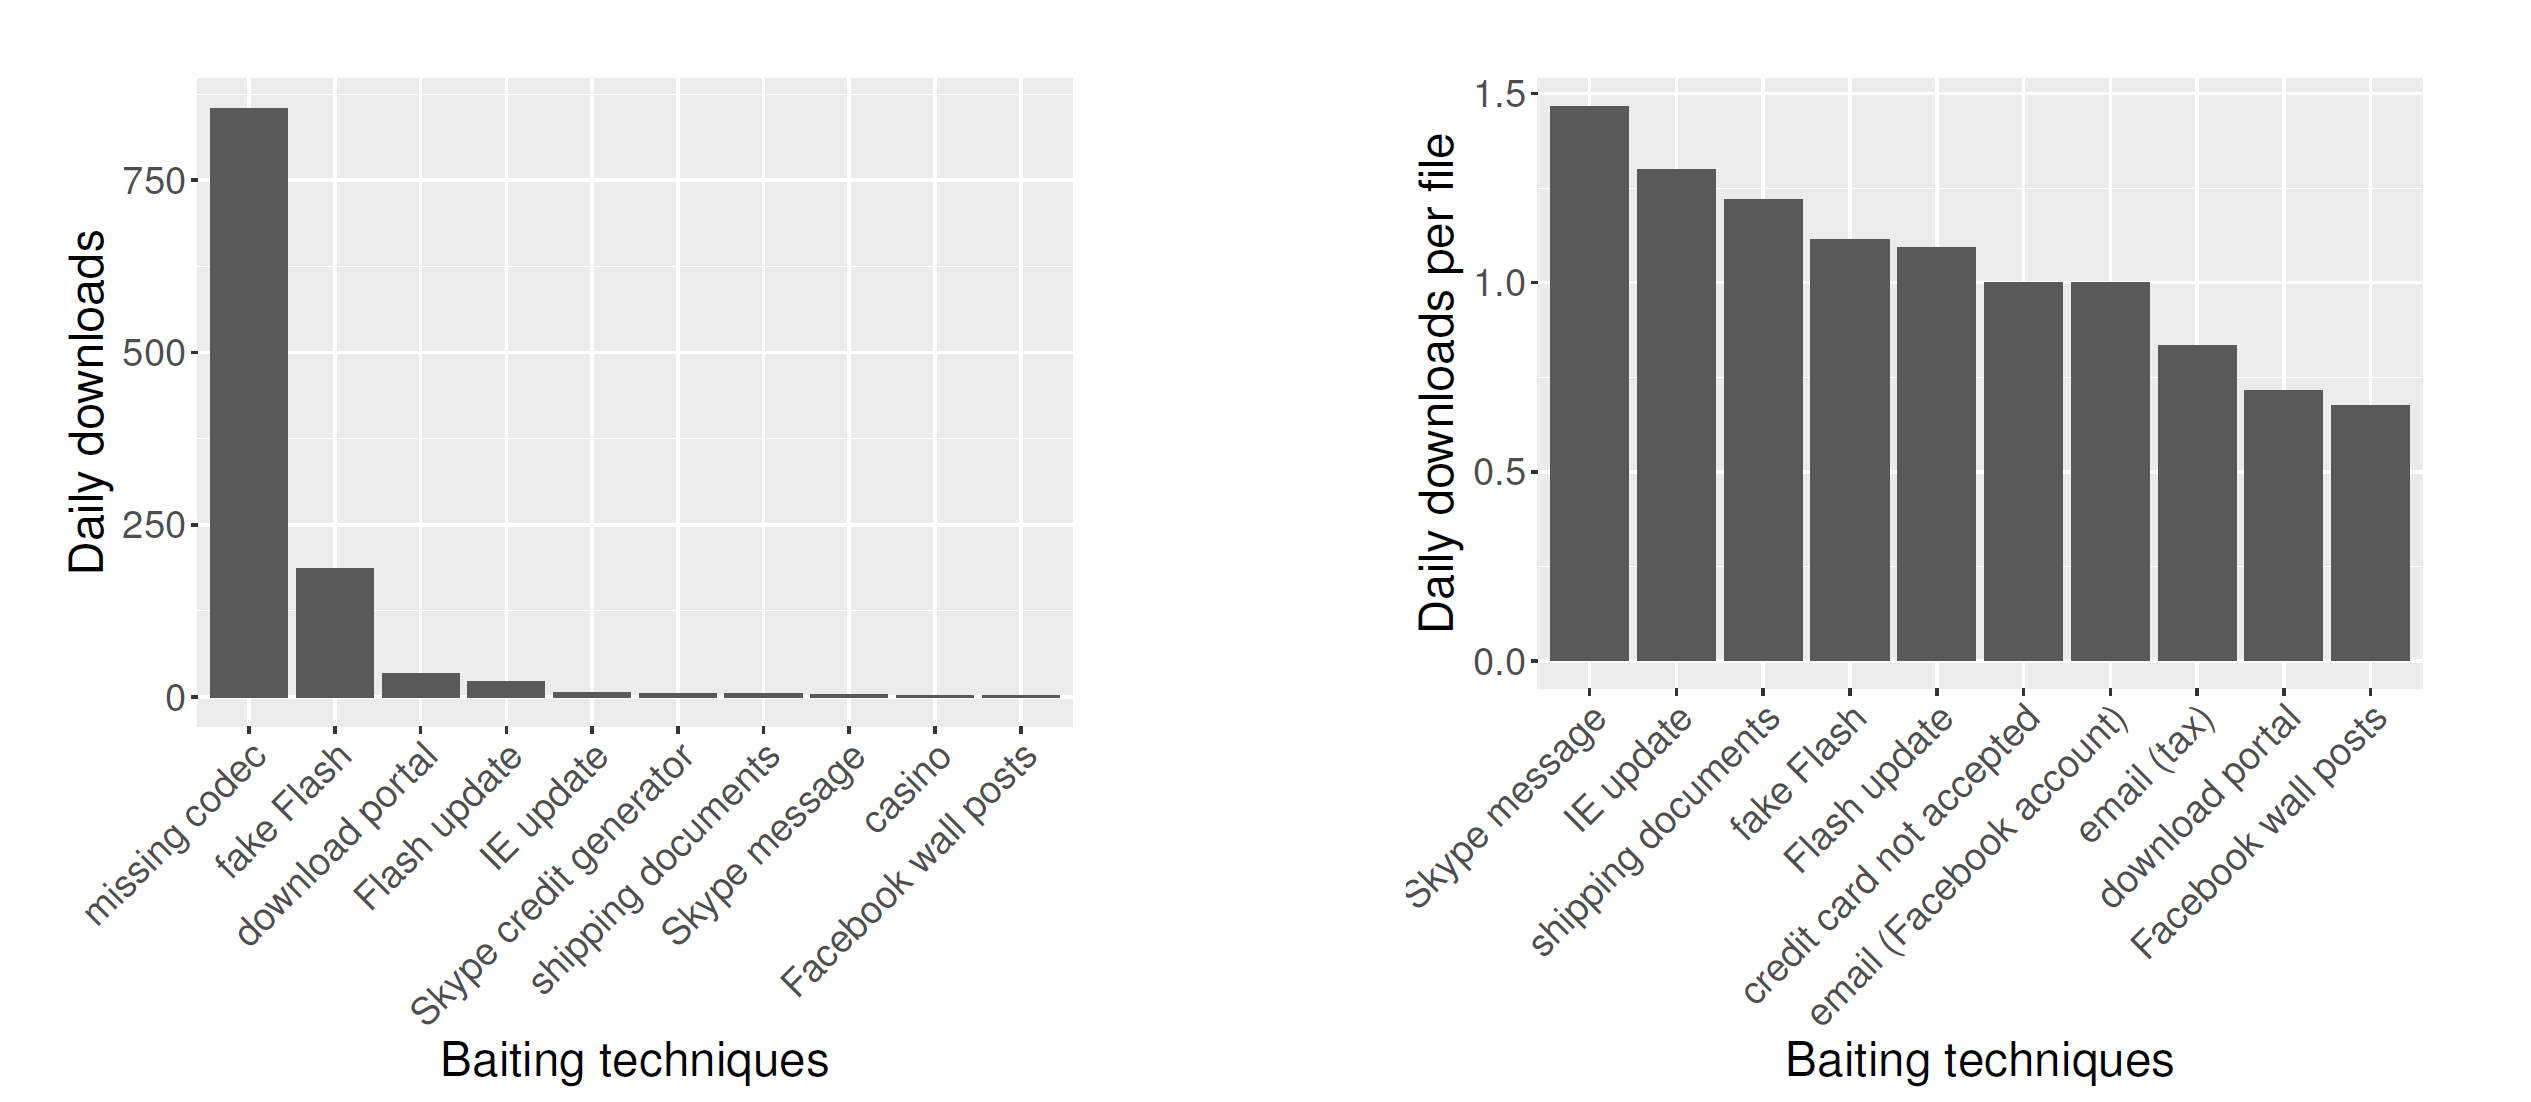 Daily downloads
750
500
250
0
missing codec
fake Flash
download portal
Flash update
IE update
Skype credit generator
shipping documents
Skype message
casino
Facebook wall posts
Baiting techniques
Daily downloads per file
1.5
1.0
0.5
0.0
Skype message
IE update
shipping documents
fake Flash
Flash update
credit card not accepted
email (Facebook account)
email (tax)
download portal
Facebook wall posts
Baiting techniques